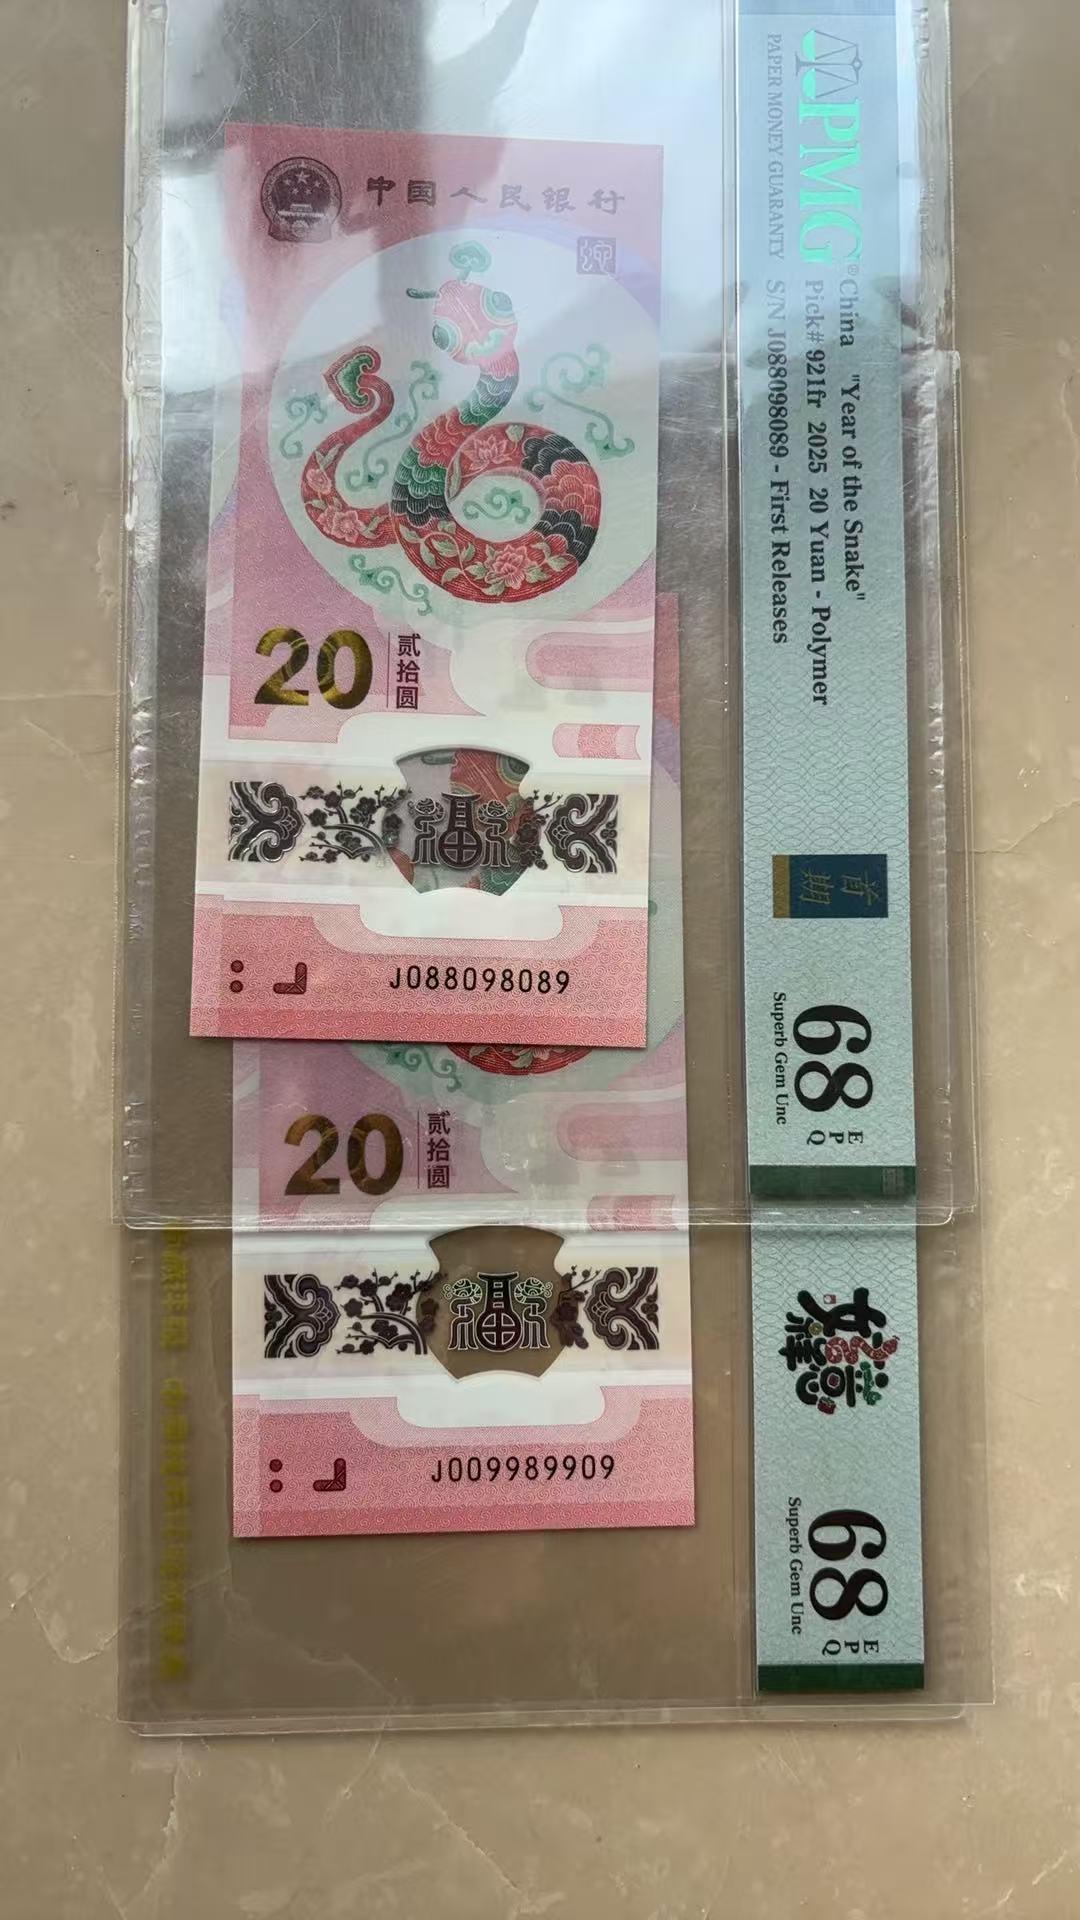 中国人民银行
20
贰拾圆
J088098089
20
贰拾圆
J009989909
PMG®
PAPER MONEY GUARANTY
China "Year of the Snake"
Pick# 921fr 2025 20 Yuan - Polymer
S/N J088098089 - First Releases
首期
68
EPQ
Superb Gem Unc
68
EPQ
Superb Gem Unc